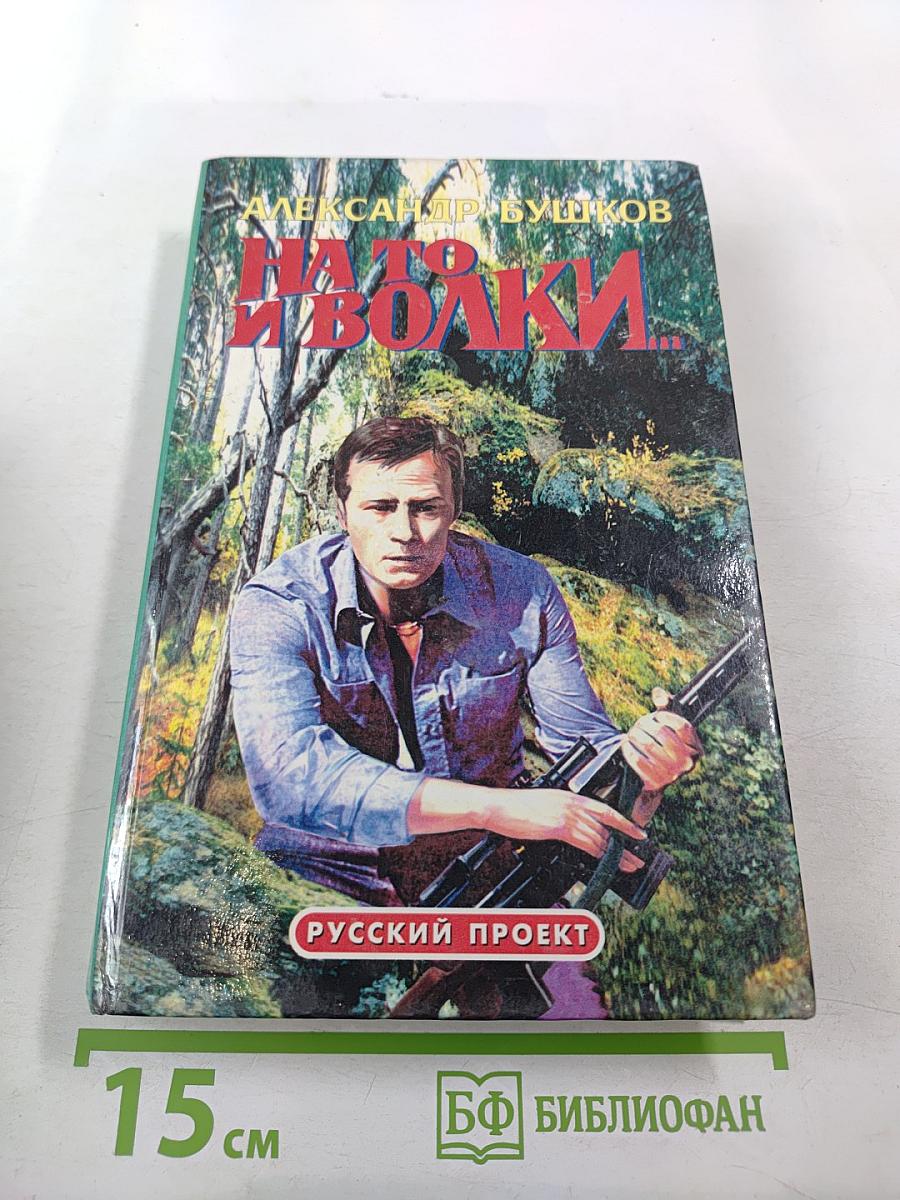 АЛЕКСАНДР БУШКОВ
НА ТО
И ВОЛКИ...
РУССКИЙ ПРОЕКТ
15 см
БФ БИБЛИОФАН